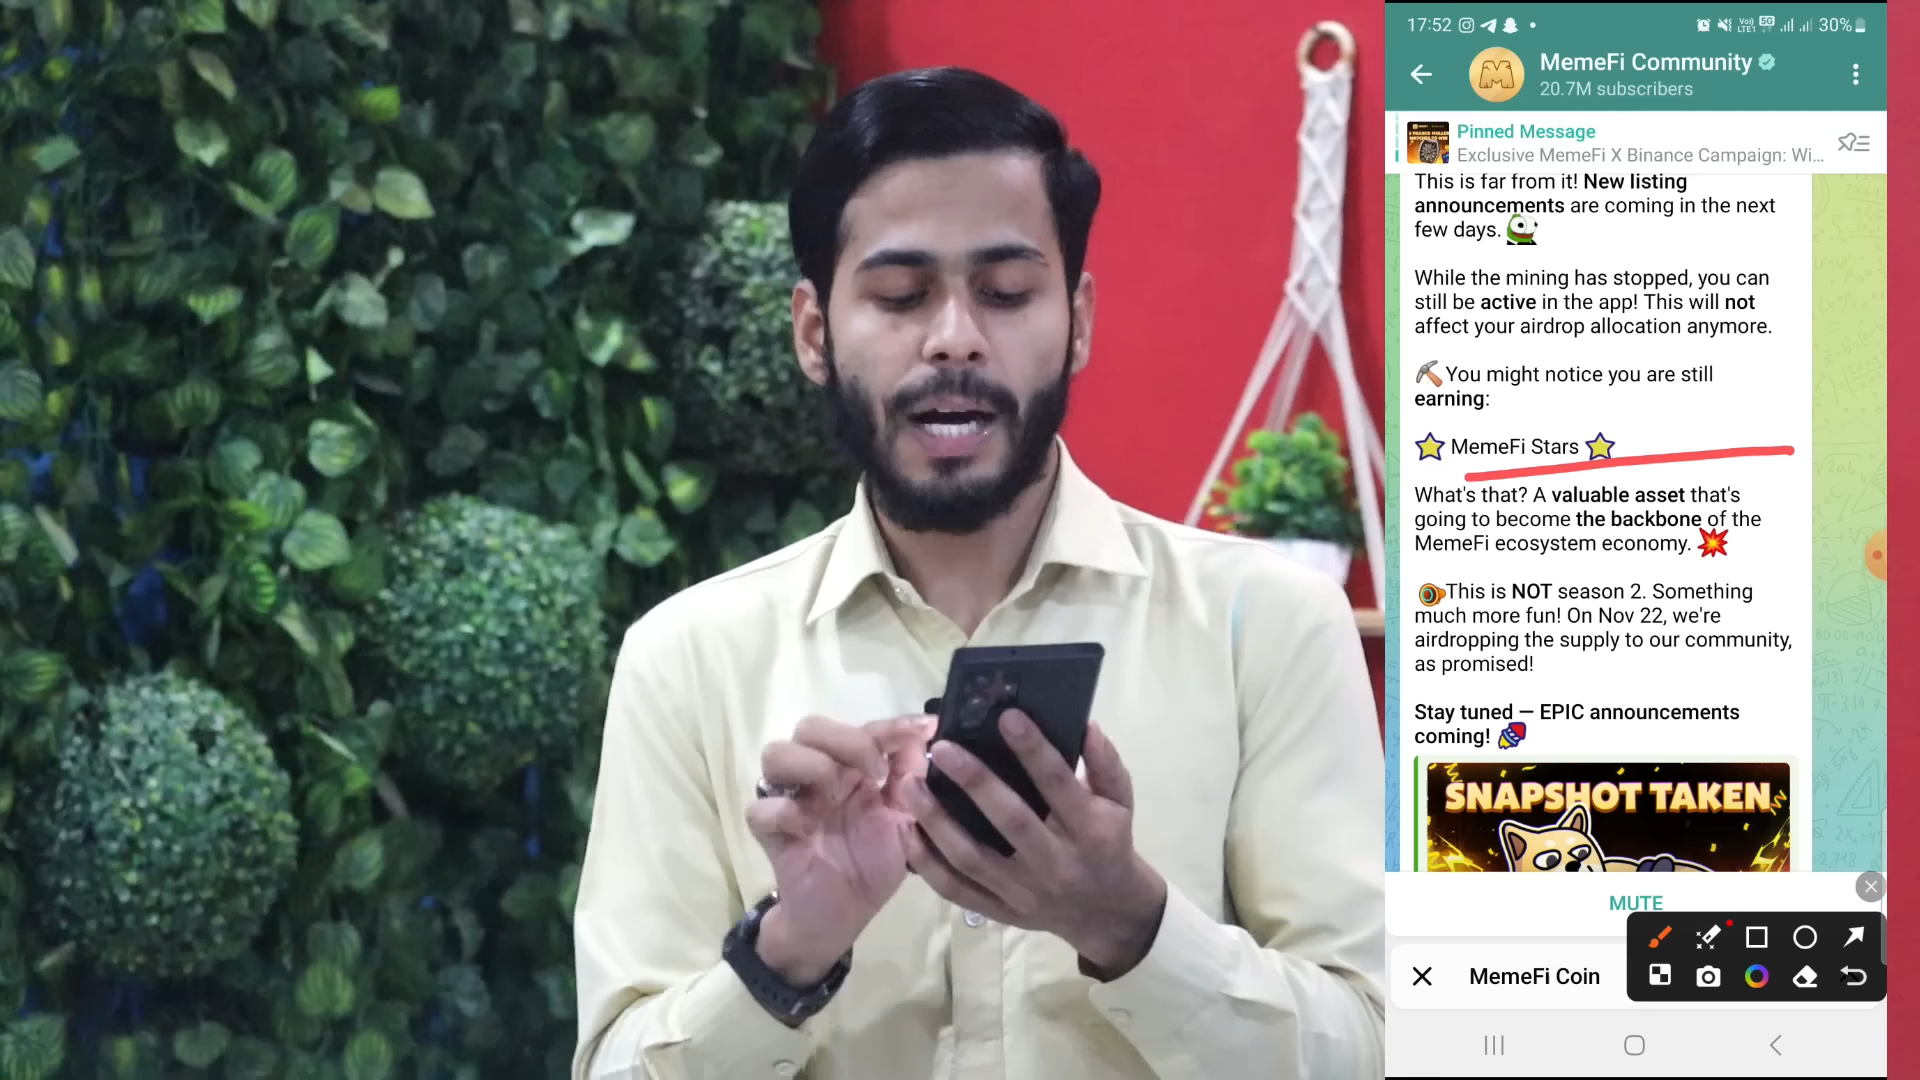 17:52
30%
MemeFi Community
20.7M subscribers
Pinned Message
Exclusive MemeFi X Binance Campaign: Wi...
This is far from it! New listing
announcements are coming in the next
few days.
While the mining has stopped, you can
still be active in the app! This will not
affect your airdrop allocation anymore.
You might notice you are still
earning:
MemeFi Stars
What's that? A valuable asset that's
going to become the backbone of the
MemeFi ecosystem economy.
This is NOT season 2. Something
much more fun! On Nov 22, we're
airdropping the supply to our community,
as promised!
Stay tuned — EPIC announcements
coming!
SNAPSHOT TAKEN
MUTE
MemeFi Coin